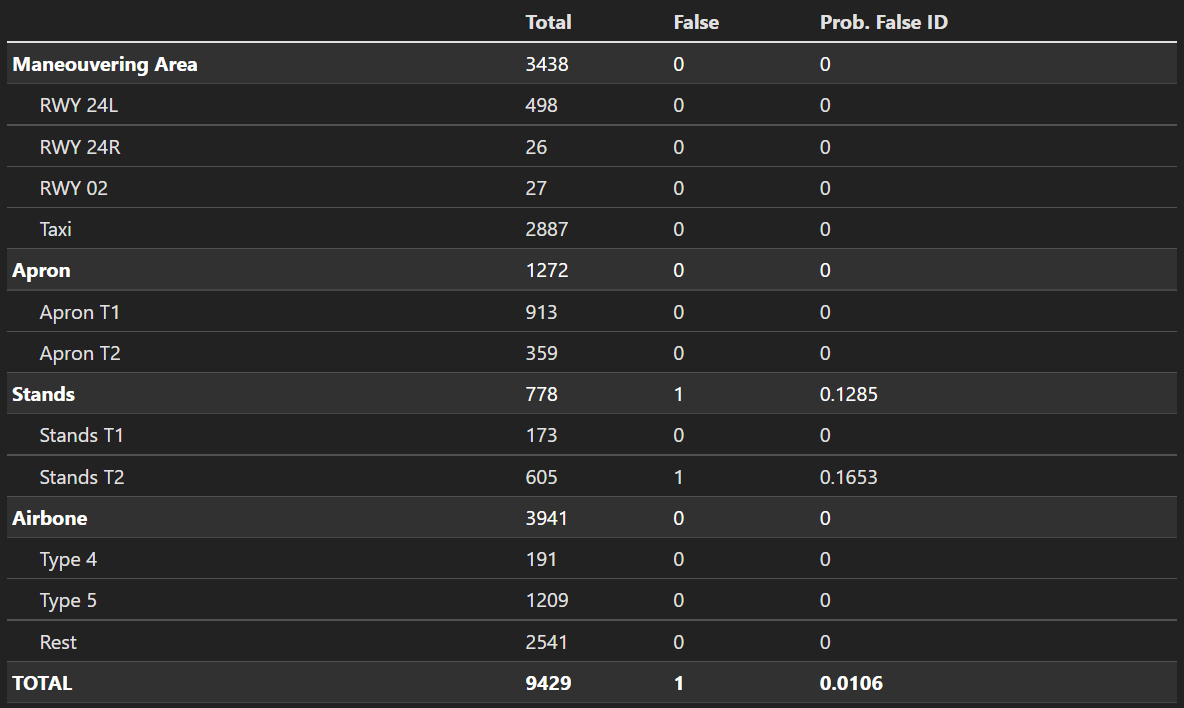 Total False Prob. False ID
Maneouvering Area 3438 0 0
RWY 24L 498 0 0
RWY 24R 26 0 0
RWY 02 27 0 0
Taxi 2887 0 0
Apron 1272 0 0
Apron T1 913 0 0
Apron T2 359 0 0
Stands 778 1 0.1285
Stands T1 173 0 0
Stands T2 605 1 0.1653
Airbone 3941 0 0
Type 4 191 0 0
Type 5 1209 0 0
Rest 2541 0 0
TOTAL 9429 1 0.0106